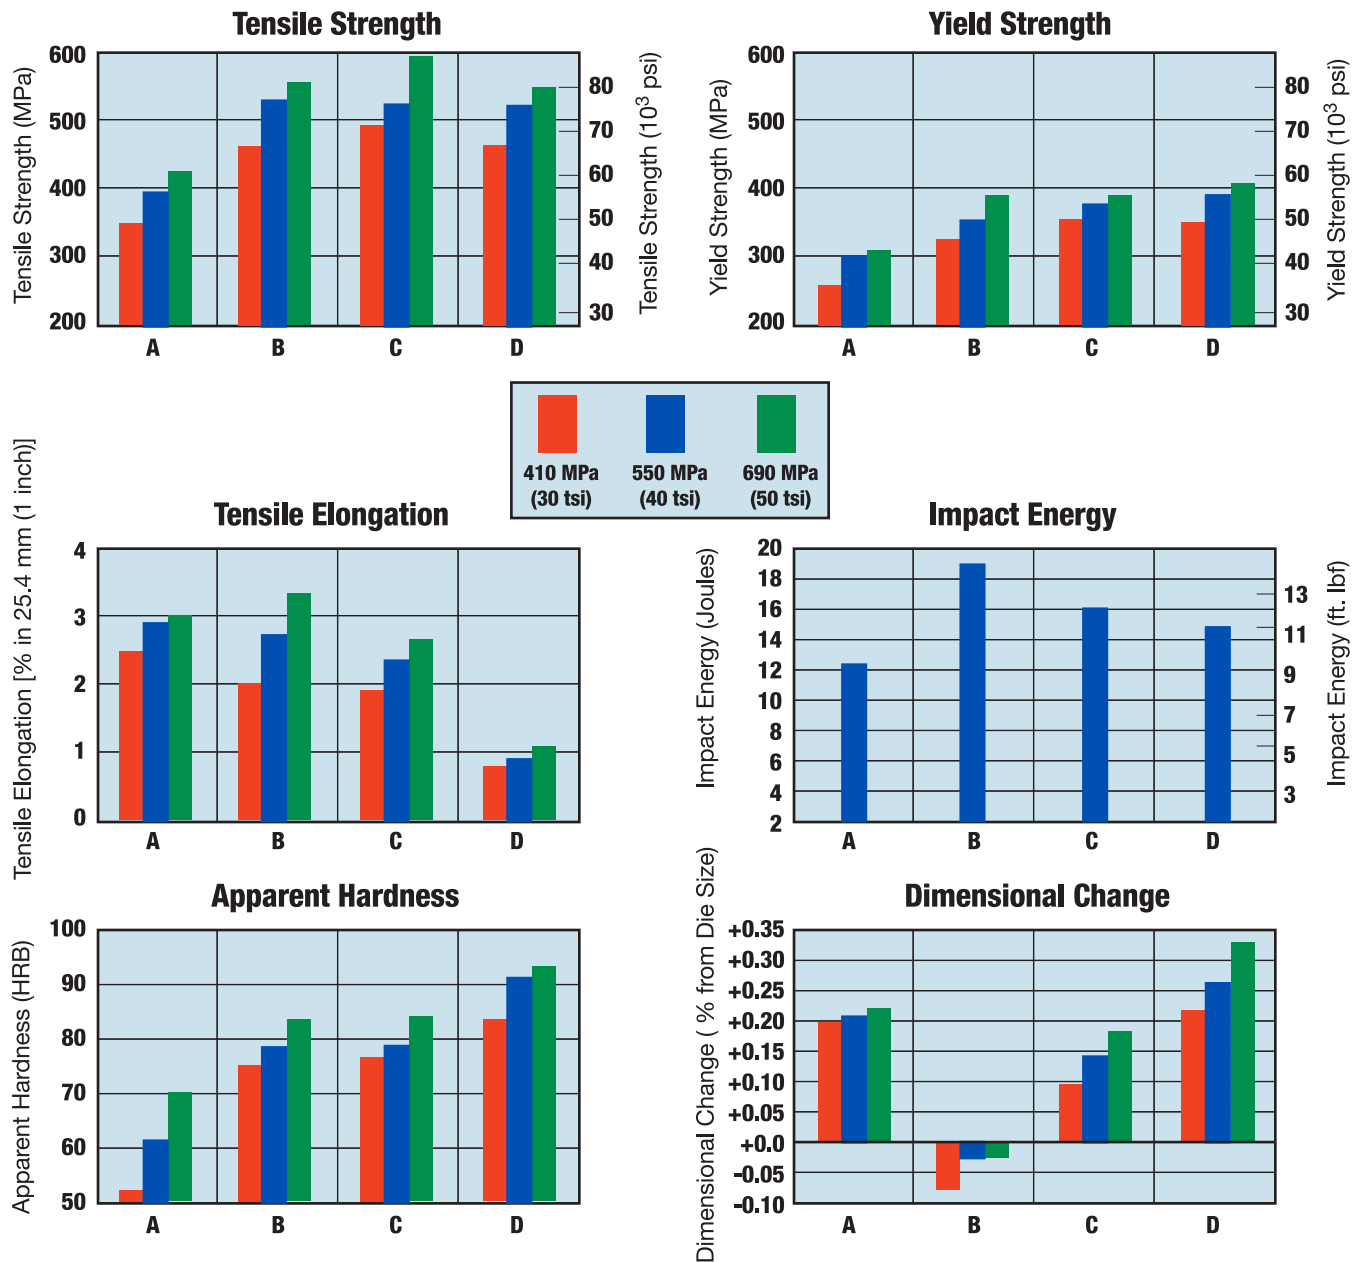 Tensile Strength
Tensile Strength (MPa)
600
500
400
300
200
80
70
60
50
40
30
Tensile Strength (10³ psi)
A B C D
Yield Strength
Yield Strength (MPa)
600
500
400
300
200
80
70
60
50
40
30
Yield Strength (10³ psi)
A B C D
410 MPa
(30 tsi)
550 MPa
(40 tsi)
690 MPa
(50 tsi)
Tensile Elongation
Tensile Elongation [% in 25.4 mm (1 inch)]
4
3
2
1
0
A B C D
Impact Energy
Impact Energy (Joules)
20
18
16
14
12
10
8
6
4
2
13
11
9
7
5
3
Impact Energy (ft. lbf)
A B C D
Apparent Hardness
Apparent Hardness (HRB)
100
90
80
70
60
50
A B C D
Dimensional Change
Dimensional Change ( % from Die Size)
+0.35
+0.30
+0.25
+0.20
+0.15
+0.10
+0.05
+0.0
-0.05
-0.10
A B C D